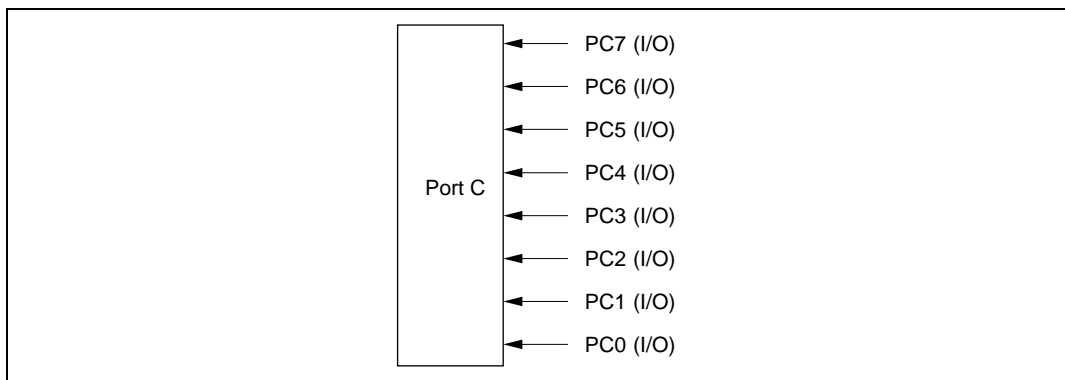 PC7 (I/O)
PC6 (I/O)
PC5 (I/O)
PC4 (I/O)
Port C
PC3 (I/O)
PC2 (I/O)
PC1 (I/O)
PC0 (I/O)